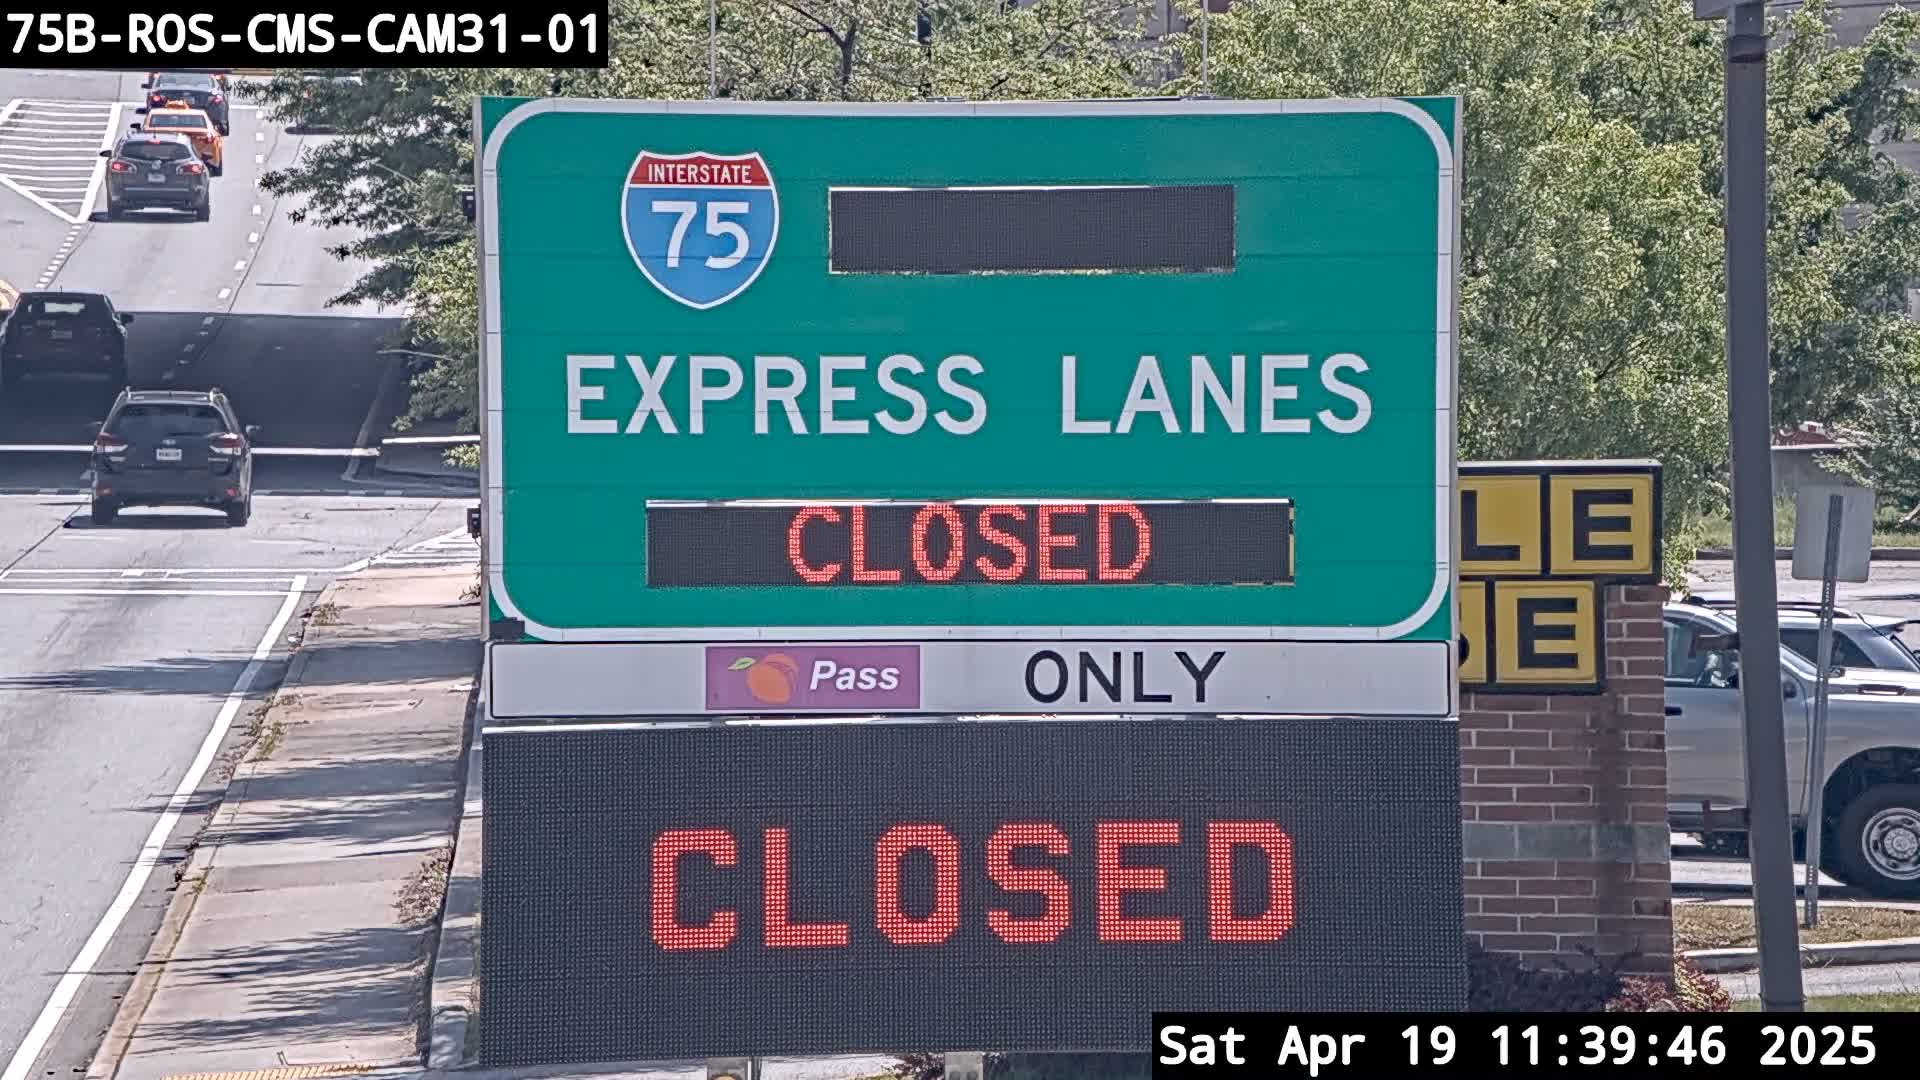 75B-ROS-CMS-CAM31-01
INTERSTATE
75
EXPRESS LANES
CLOSED
Pass ONLY
CLOSED
LE
E
Sat Apr 19 11:39:46 2025